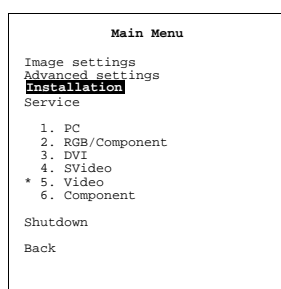 Main Menu
Image settings
Advanced settings
Installation
Service
1. PC
2. RGB/Component
3. DVI
4. SVideo
* 5. Video
6. Component
Shutdown
Back